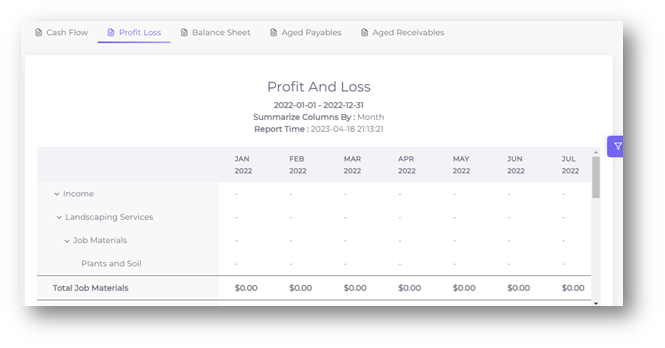 Cash Flow Profit Loss Balance Sheet Aged Payables Aged Receivables
Profit And Loss
2022-01-01 - 2022-12-31
Summarize Columns By : Month
Report Time : 2023-04-18 21:13:21
JAN FEB MAR APR MAY JUN JUL
2022 2022 2022 2022 2022 2022 2022
Income - - - - - - -
Landscaping Services - - - - - - -
Job Materials - - - - - - -
Plants and Soil - - - - - - -
Total Job Materials $0.00 $0.00 $0.00 $0.00 $0.00 $0.00 $0.00